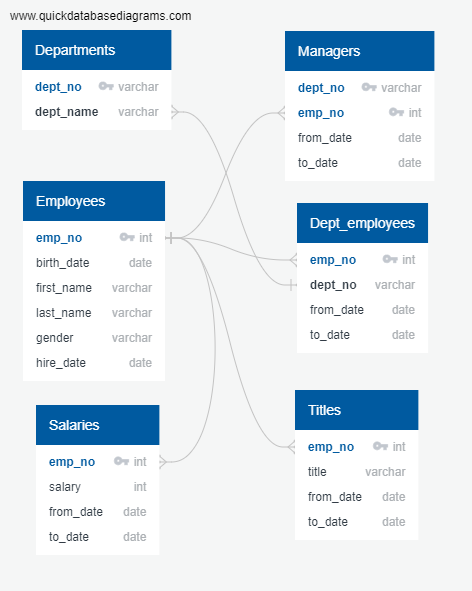 www.quickdatabasediagrams.com
Departments
dept_no varchar
dept_name varchar
Managers
dept_no varchar
emp_no int
from_date date
to_date date
Employees
emp_no int
birth_date date
first_name varchar
last_name varchar
gender varchar
hire_date date
Dept_employees
emp_no int
dept_no varchar
from_date date
to_date date
Salaries
emp_no int
salary int
from_date date
to_date date
Titles
emp_no int
title varchar
from_date date
to_date date